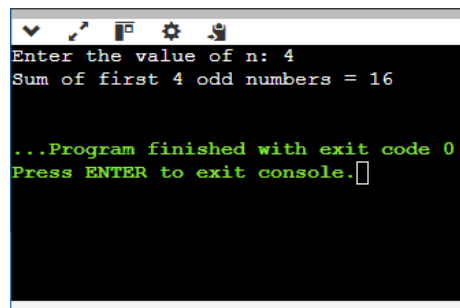 Enter the value of n: 4
Sum of first 4 odd numbers = 16
...Program finished with exit code 0
Press ENTER to exit console.